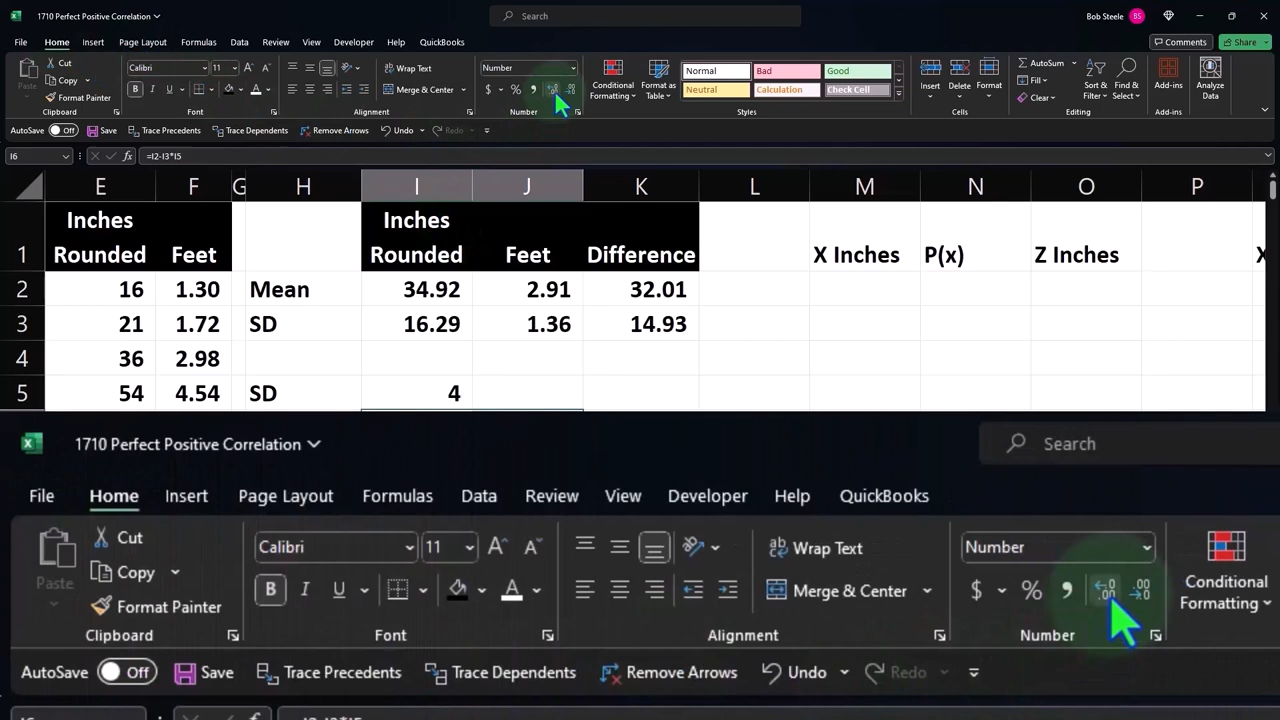 1710 Perfect Positive Correlation
Search
Bob Steele BS
File Home Insert Page Layout Formulas Data Review View Developer Help QuickBooks
Comments Share
Cut
Copy
Paste
Format Painter
Clipboard
Calibri 11
B I U
Font
Wrap Text
Merge & Center
Alignment
Number
$ % ,
Number
Conditional Formatting
Format as Table
Normal Bad Good
Neutral Calculation Check Cell
Styles
Insert Delete Format
Cells
AutoSum
Fill
Clear
Sort & Filter
Find & Select
Editing
Add-ins
Add-ins
Analyze Data
AutoSave Off Save Trace Precedents Trace Dependents Remove Arrows Undo Redo
I6 fx =I2-I3*I5
E F G H I J K L M N O P
Inches Inches
1 Rounded Feet Rounded Feet Difference X Inches P(x) Z Inches X
2 16 1.30 Mean 34.92 2.91 32.01
3 21 1.72 SD 16.29 1.36 14.93
4 36 2.98
5 54 4.54 SD 4
1710 Perfect Positive Correlation
Search
File Home Insert Page Layout Formulas Data Review View Developer Help QuickBooks
Cut
Copy
Paste
Format Painter
Clipboard
Calibri 11
B I U
Font
Wrap Text
Merge & Center
Alignment
Number
$ % ,
Number
Conditional
Formatting
AutoSave Off Save Trace Precedents Trace Dependents Remove Arrows Undo Redo